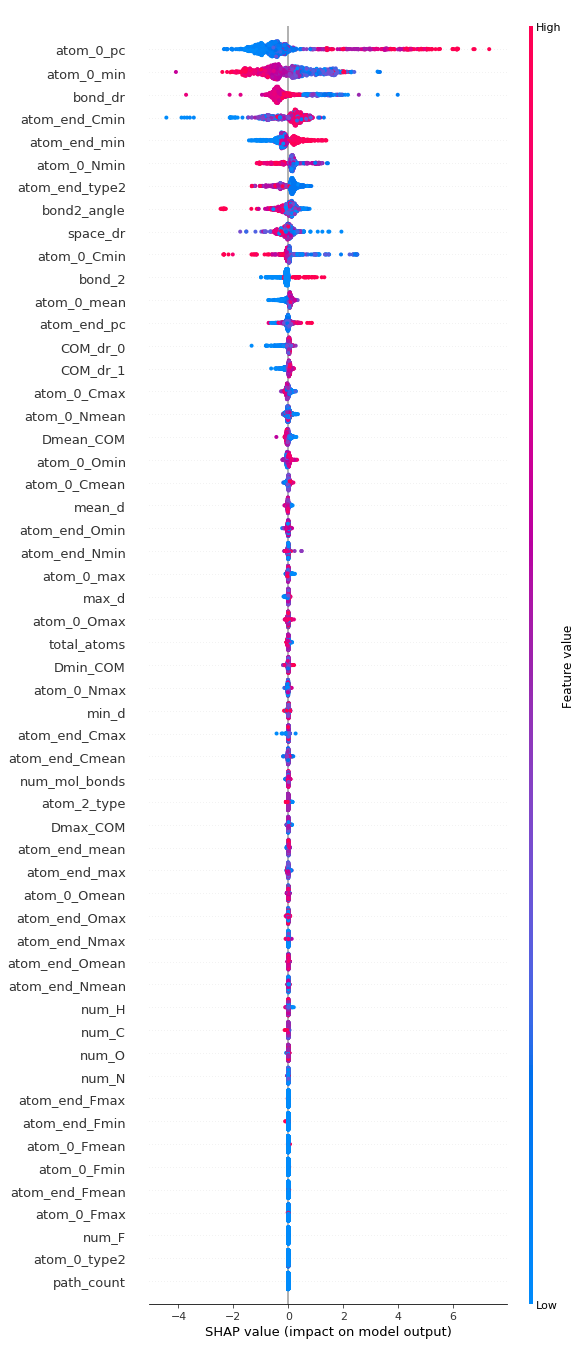 High
atom_0_pc
atom_0_min
bond_dr
atom_end_Cmin
atom_end_min
atom_0_Nmin
atom_end_type2
bond2_angle
space_dr
atom_0_Cmin
bond_2
atom_0_mean
atom_end_pc
COM_dr_0
COM_dr_1
atom_0_Cmax
atom_0_Nmean
Dmean_COM
atom_0_Omin
atom_0_Cmean
mean_d
atom_end_Omin
atom_end_Nmin
atom_0_max
max_d
atom_0_Omax
total_atoms
Dmin_COM
atom_0_Nmax
min_d
atom_end_Cmax
atom_end_Cmean
num_mol_bonds
atom_2_type
Dmax_COM
atom_end_mean
atom_end_max
atom_0_Omean
atom_end_Omax
atom_end_Nmax
atom_end_Omean
atom_end_Nmean
num_H
num_C
num_O
num_N
atom_end_Fmax
atom_end_Fmin
atom_0_Fmean
atom_0_Fmin
atom_end_Fmean
atom_0_Fmax
num_F
atom_0_type2
path_count
Feature value
Low
−4 −2 0 2 4 6
SHAP value (impact on model output)